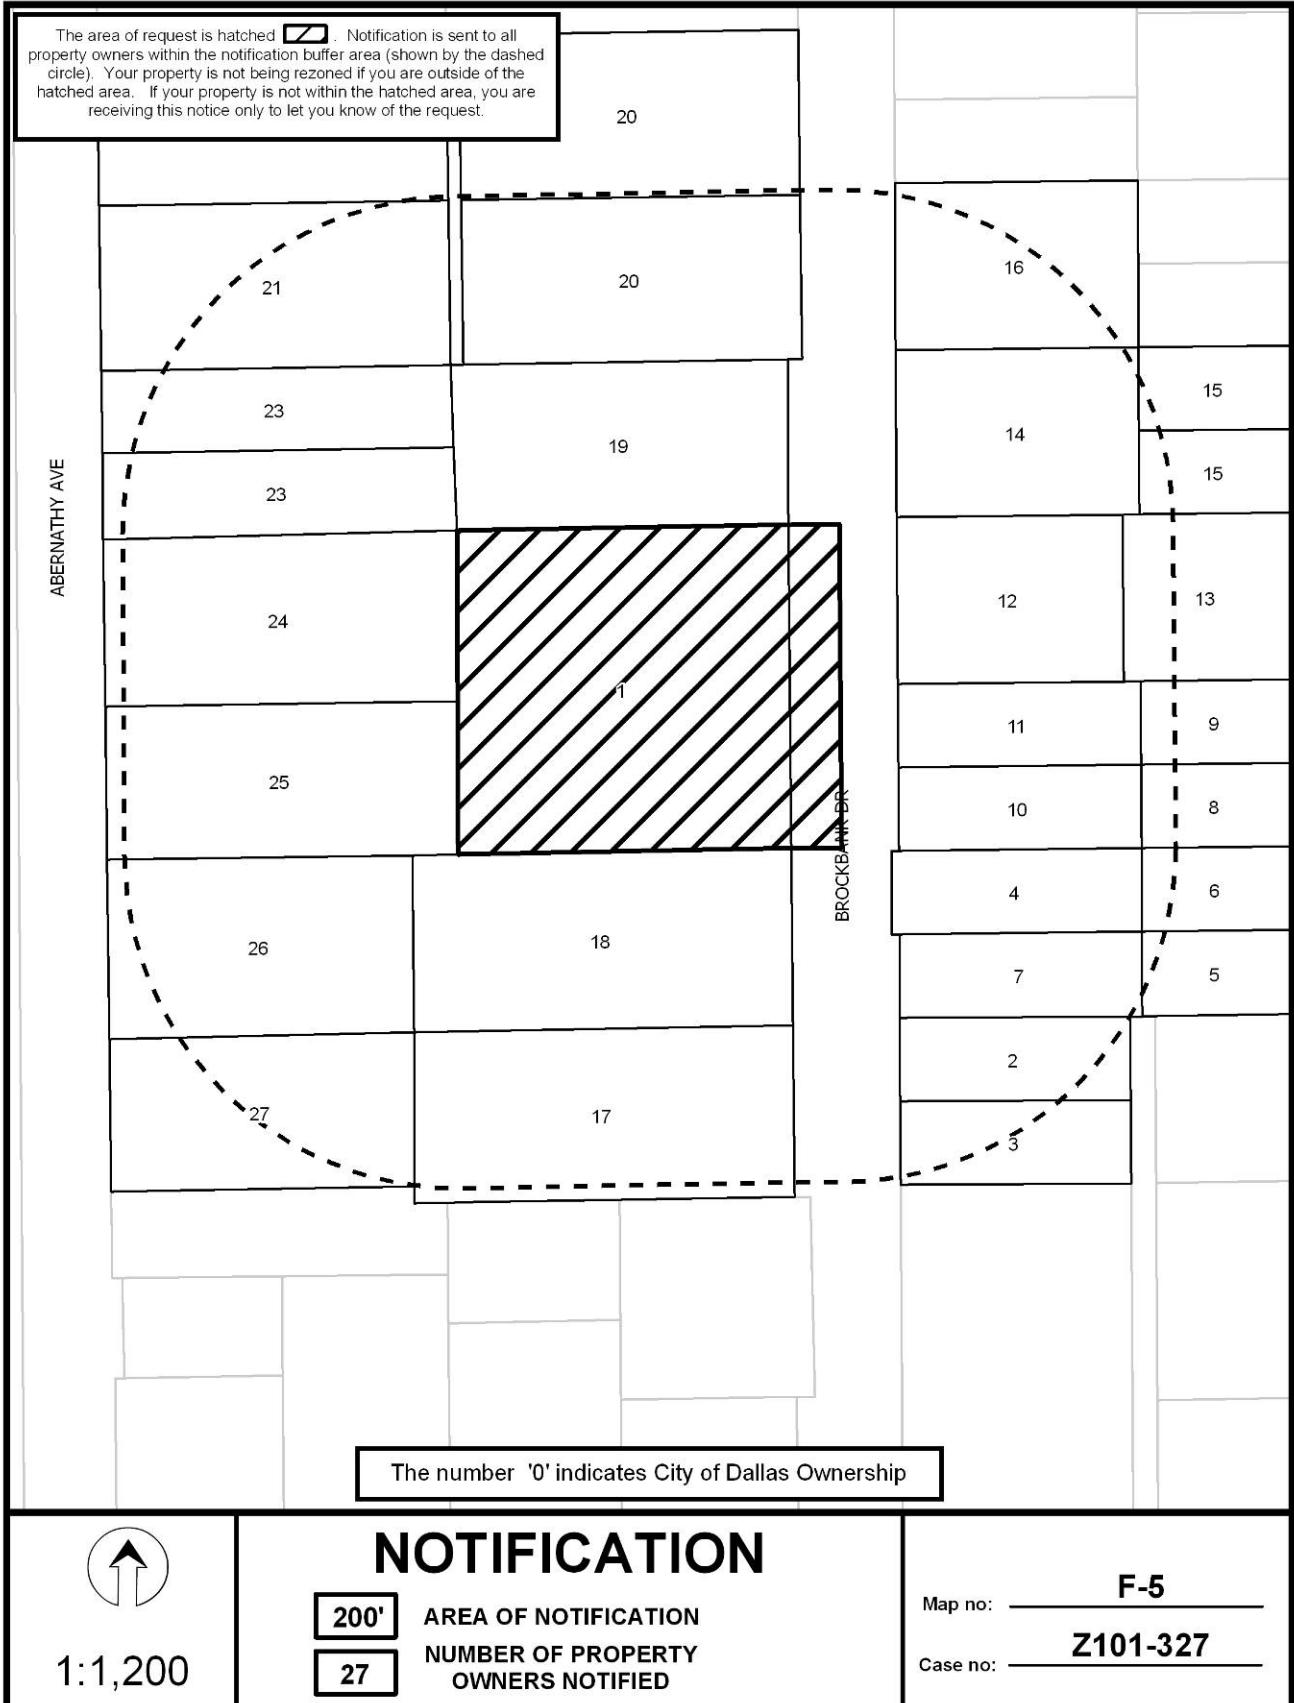 The area of request is hatched . Notification is sent to all
property owners within the notification buffer area (shown by the dashed
circle). Your property is not being rezoned if you are outside of the
hatched area. If your property is not within the hatched area, you are
receiving this notice only to let you know of the request.
20
20
16
21
15
23
19
14
15
23
ABERNATHY AVE
24
12
13
1
11
9
25
10
8
BROCKBANK DR
4
6
26
18
7
5
2
27
17
3
The number '0' indicates City of Dallas Ownership
1:1,200
NOTIFICATION
200' AREA OF NOTIFICATION
27 NUMBER OF PROPERTY
OWNERS NOTIFIED
Map no: F-5
Case no: Z101-327